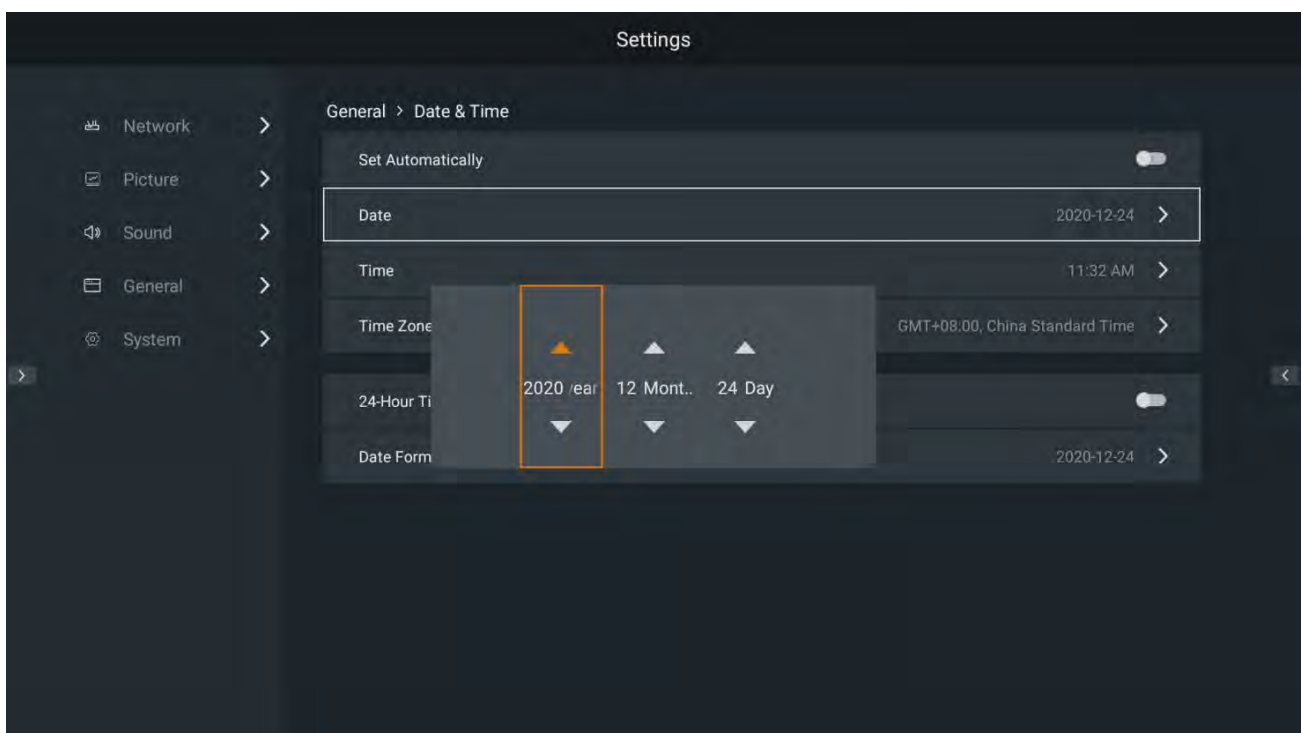 Settings
Network
Picture
Sound
General
System
General > Date & Time
Set Automatically
Date 2020-12-24
Time 11:32 AM
Time Zone GMT+08:00, China Standard Time
24-Hour Ti
Date Form 2020-12-24
2020 ear 12 Mont.. 24 Day